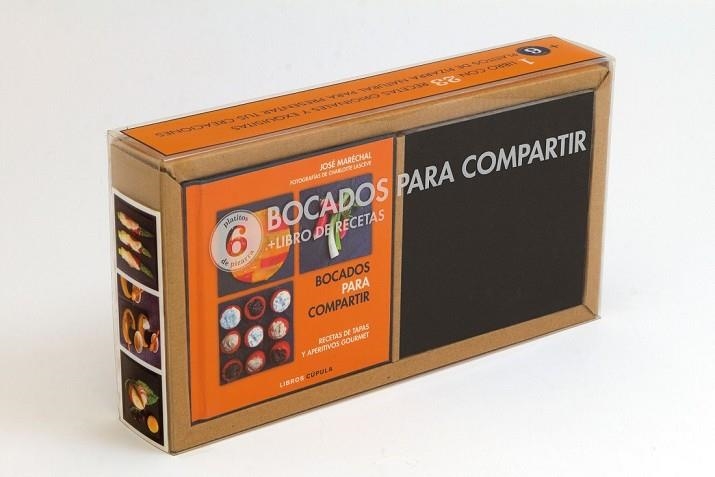 1 LIBRO CON 23 RECETAS ORIGINALES Y EXQUISITAS
+ 6 PLATITOS DE PIZARRA NATURAL PARA PRESENTAR TUS CREACIONES
BOCADOS PARA COMPARTIR
+LIBRO DE RECETAS
JOSÉ MARÉCHAL
FOTOGRAFÍAS DE CHARLOTTE LASCÈVE
platitos
6
de pizarra
BOCADOS
PARA
COMPARTIR
RECETAS DE TAPAS
Y APERITIVOS GOURMET
LIBROS CÚPULA